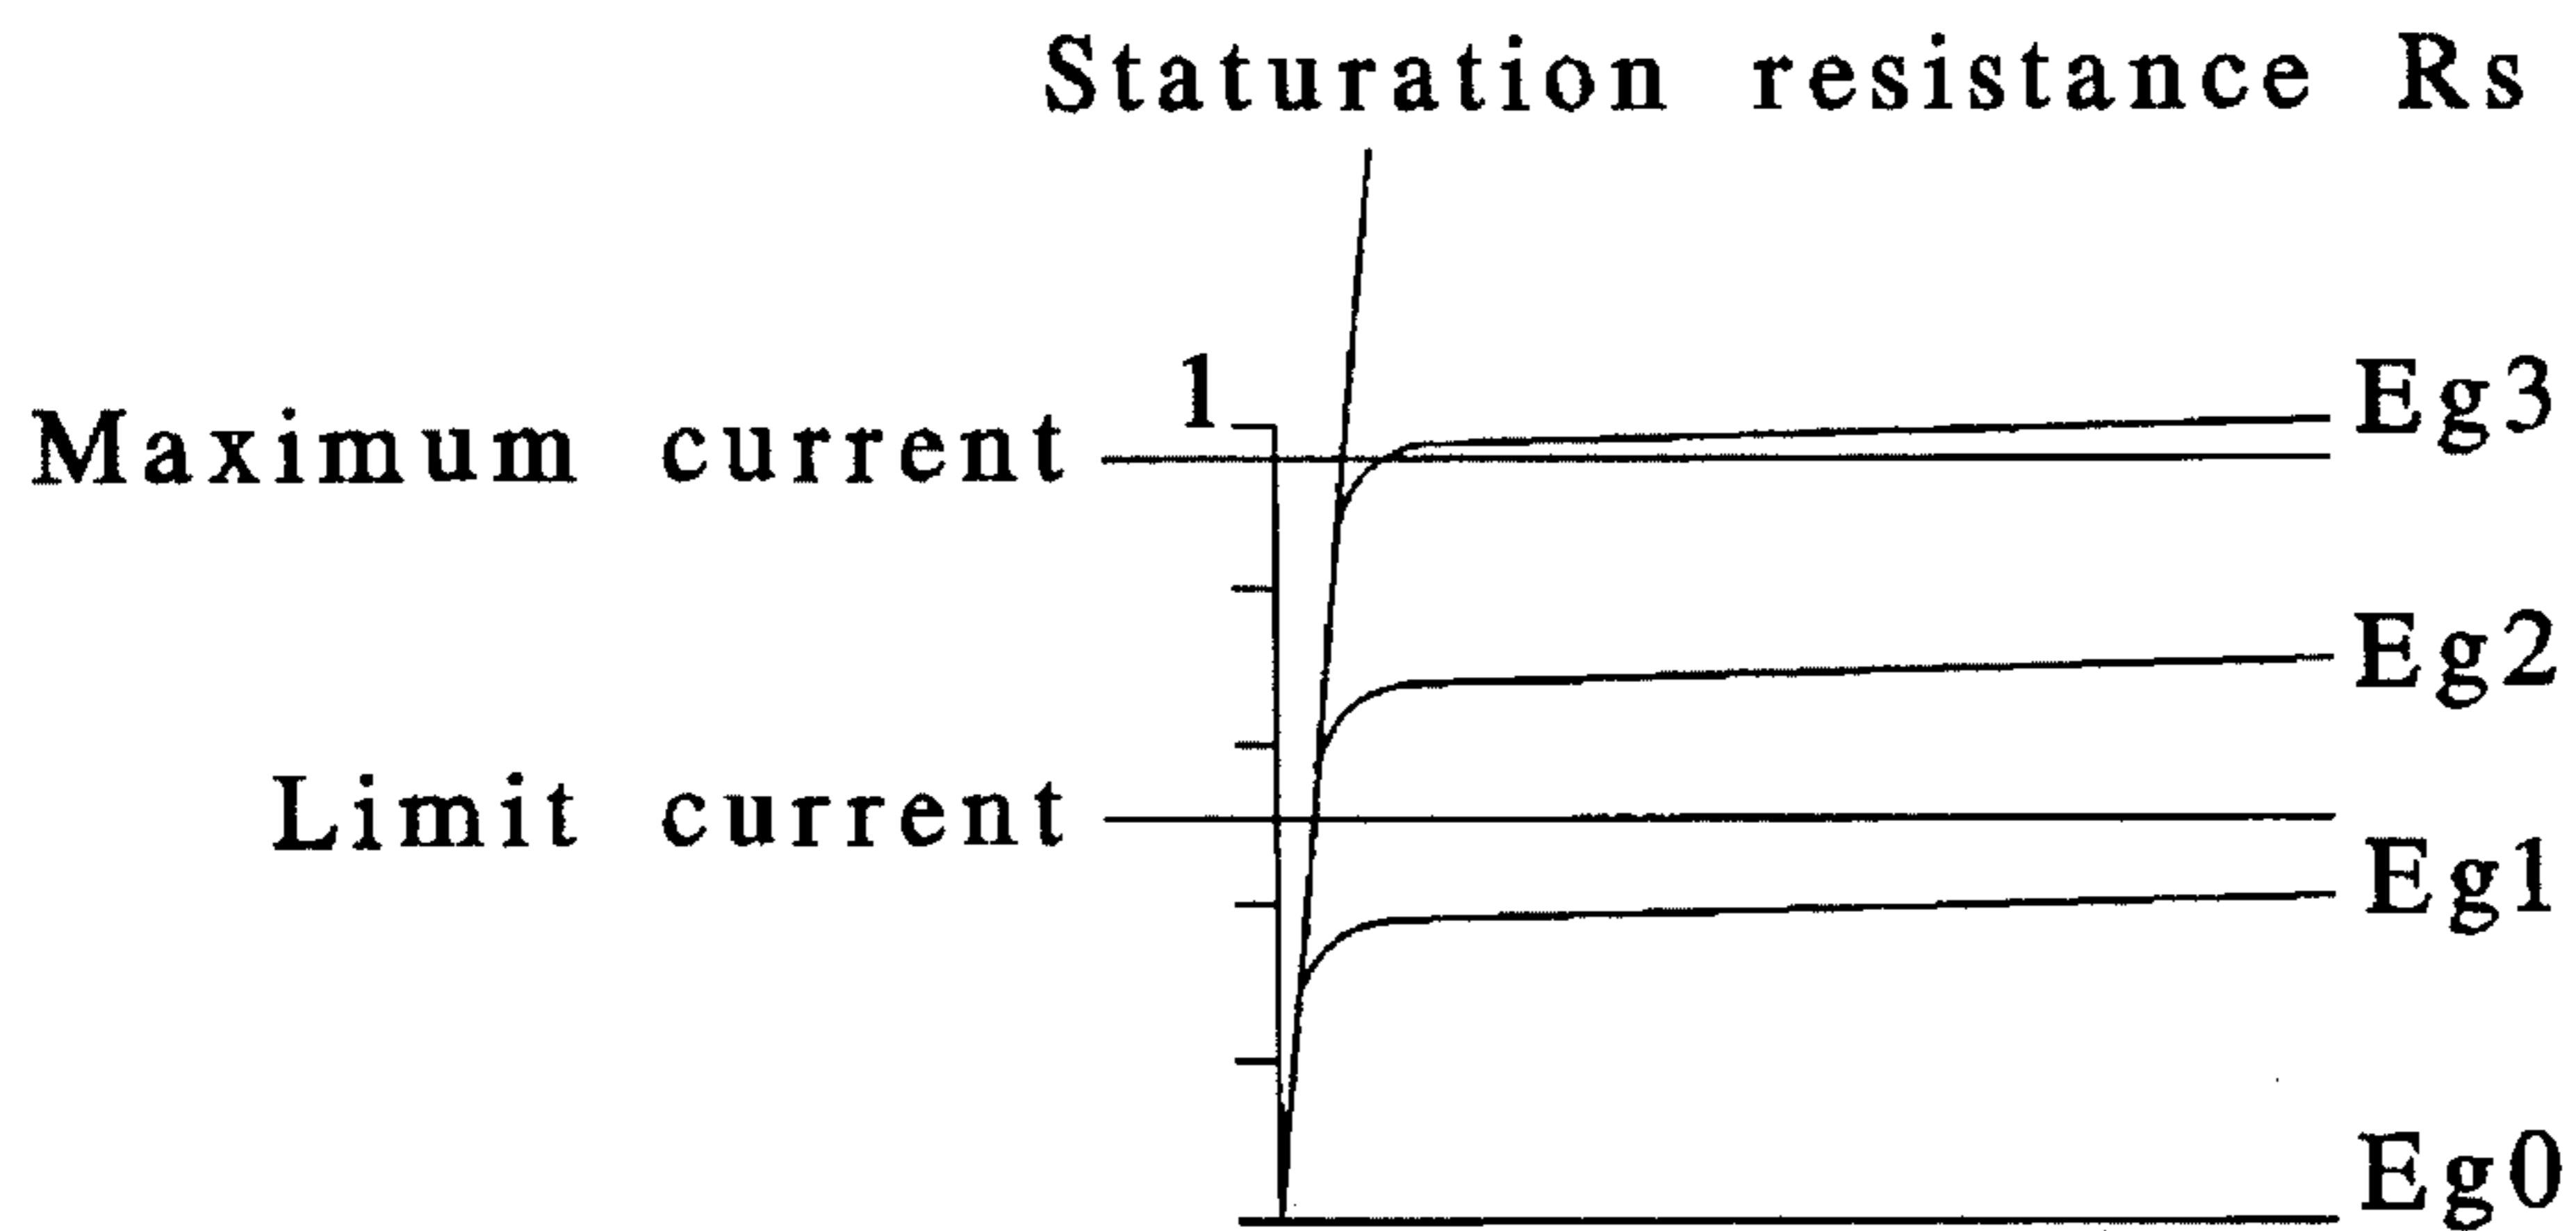 Staturation resistance Rs
1
Eg3
Maximum current
Eg2
Limit current
Eg1
Eg0